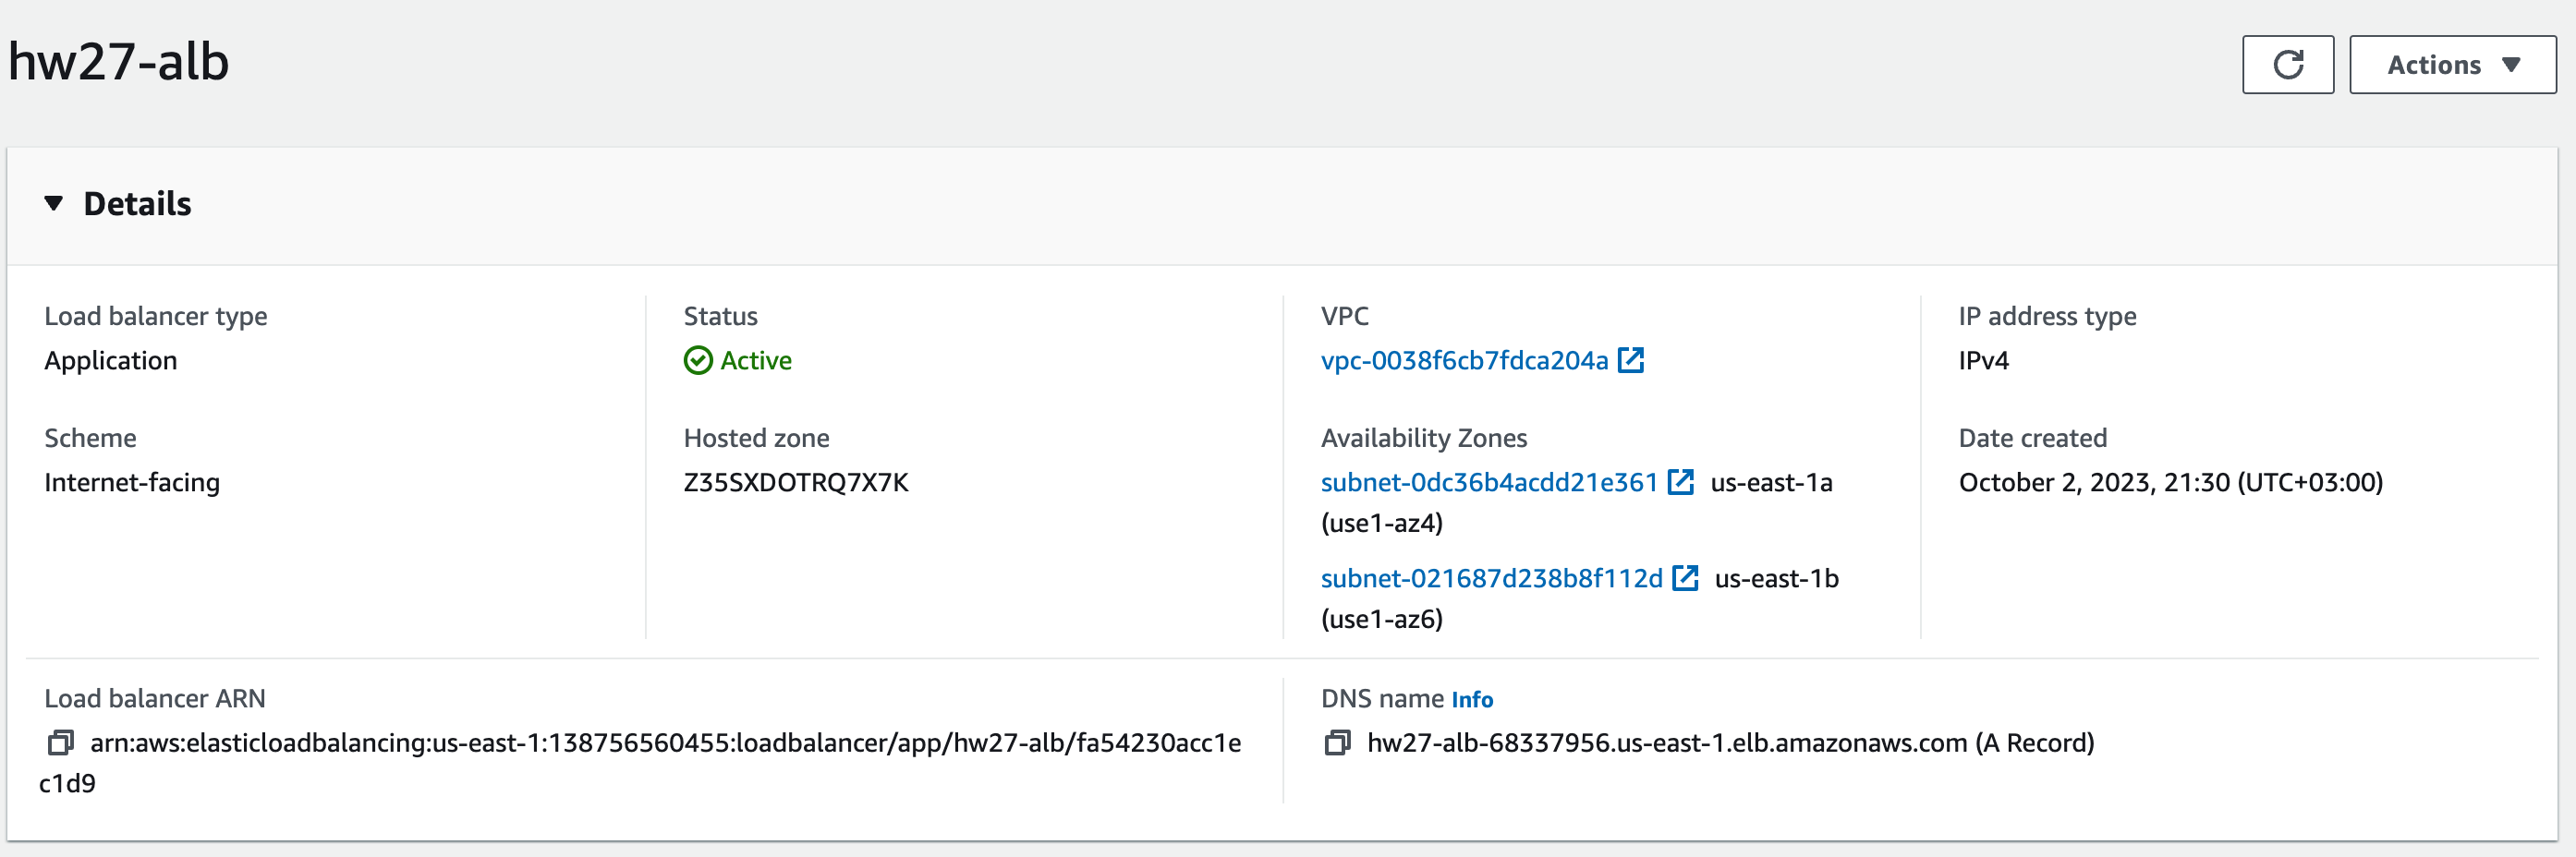 hw27-alb
Actions
Details
Load balancer type
Application
Status
Active
VPC
vpc-0038f6cb7fdca204a
IP address type
IPv4
Scheme
Internet-facing
Hosted zone
Z35SXDOTRQ7X7K
Availability Zones
subnet-0dc36b4acdd21e361 us-east-1a
(use1-az4)
subnet-021687d238b8f112d us-east-1b
(use1-az6)
Date created
October 2, 2023, 21:30 (UTC+03:00)
Load balancer ARN
arn:aws:elasticloadbalancing:us-east-1:138756560455:loadbalancer/app/hw27-alb/fa54230acc1e
c1d9
DNS name Info
hw27-alb-68337956.us-east-1.elb.amazonaws.com (A Record)